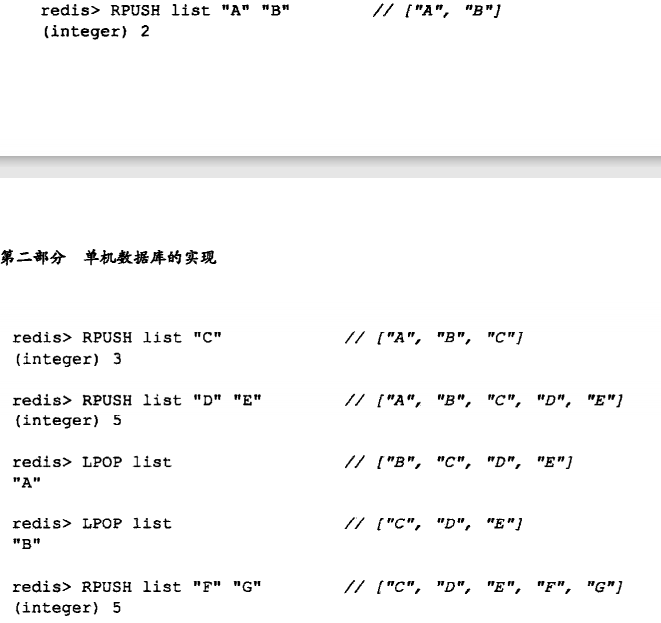 redis> RPUSH list "A" "B" // ["A", "B"]
(integer) 2
第二部分 单机数据库的实现
redis> RPUSH list "C" // ["A", "B", "C"]
(integer) 3
redis> RPUSH list "D" "E" // ["A", "B", "C", "D", "E"]
(integer) 5
redis> LPOP list // ["B", "C", "D", "E"]
"A"
redis> LPOP list // ["C", "D", "E"]
"B"
redis> RPUSH list "F" "G" // ["C", "D", "E", "F", "G"]
(integer) 5